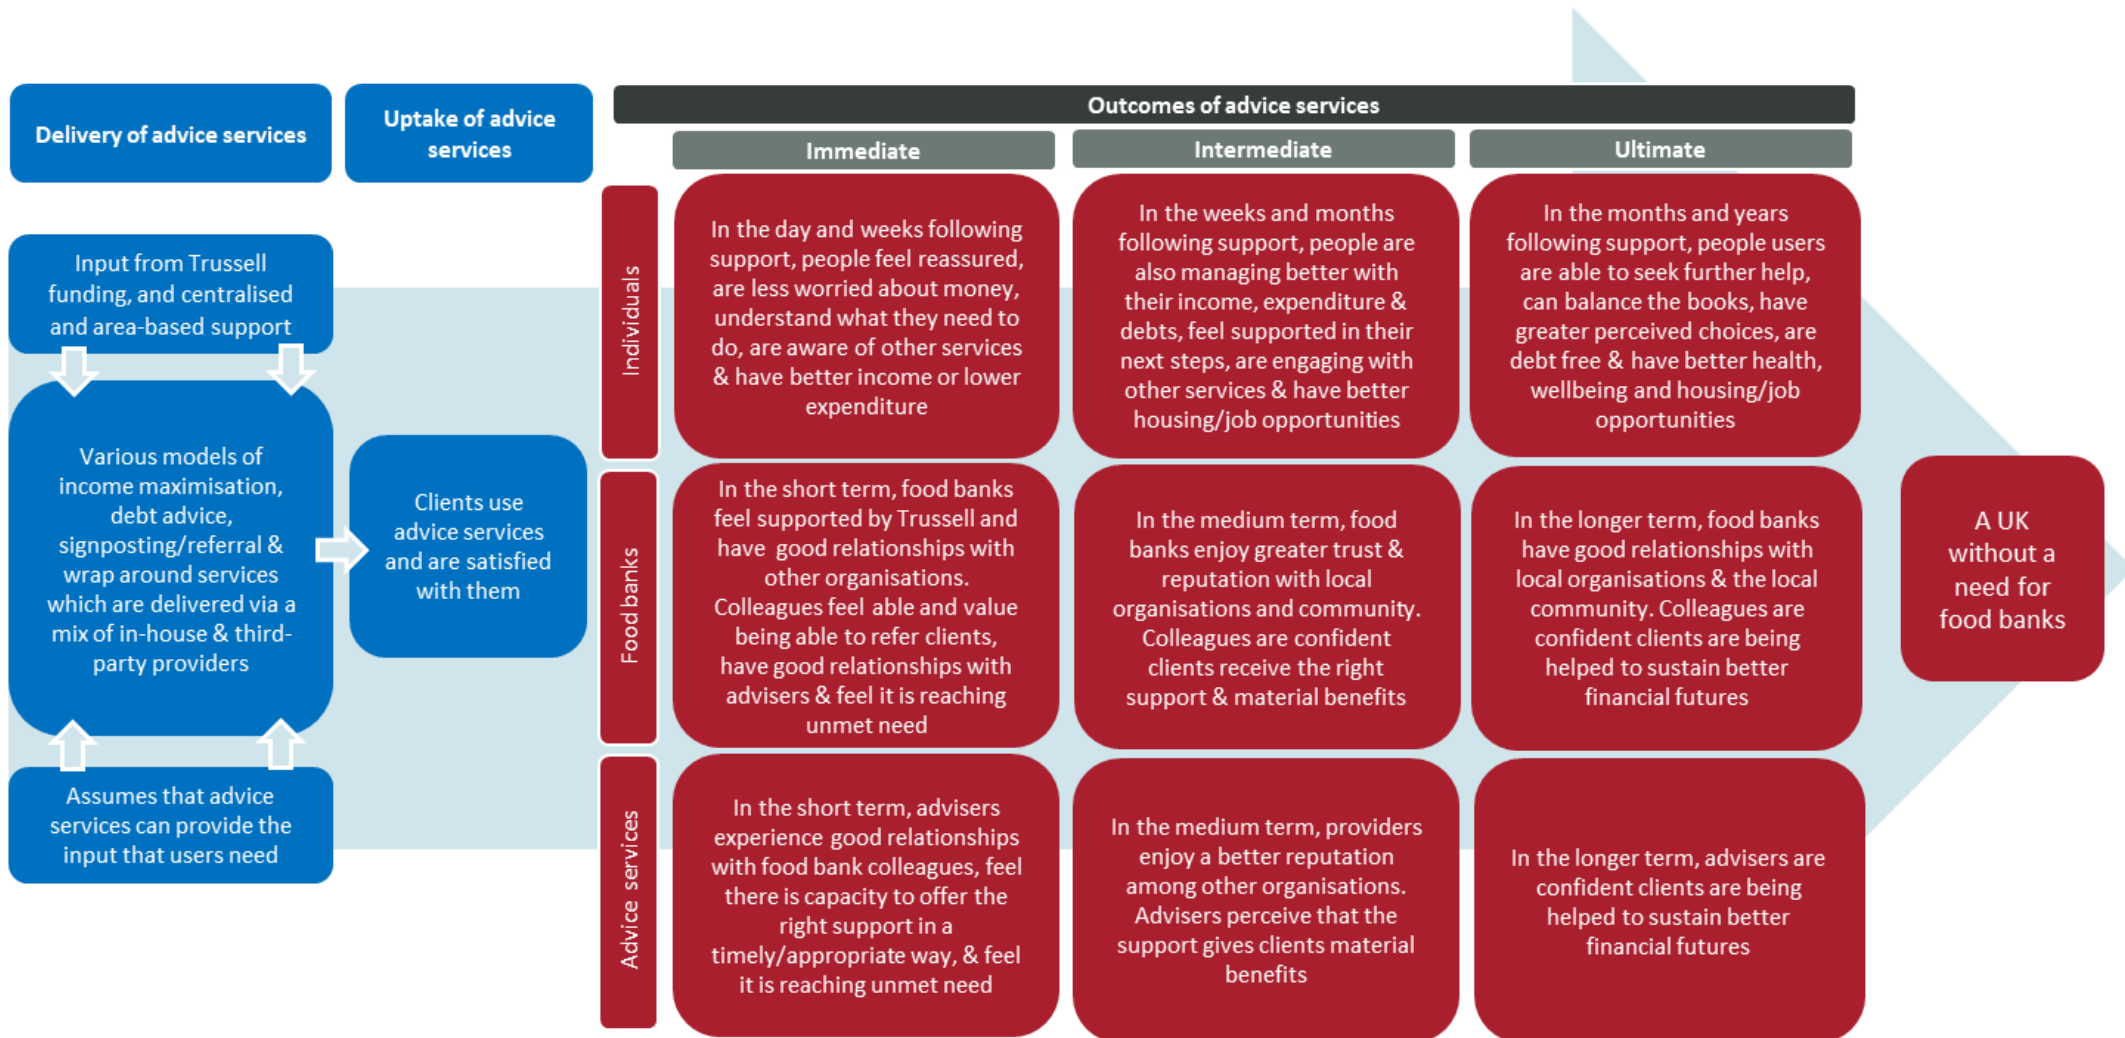 Delivery of advice services
Uptake of advice
services
Outcomes of advice services
Immediate
Intermediate
Ultimate
Input from Trussell
funding, and centralised
and area-based support
Various models of
income maximisation,
debt advice,
signposting/referral &
wrap around services
which are delivered via a
mix of in-house & third-
party providers
Assumes that advice
services can provide the
input that users need
Clients use
advice services
and are satisfied
with them
Individuals
In the day and weeks following
support, people feel reassured,
are less worried about money,
understand what they need to
do, are aware of other services
& have better income or lower
expenditure
In the weeks and months
following support, people are
also managing better with
their income, expenditure &
debts, feel supported in their
next steps, are engaging with
other services & have better
housing/job opportunities
In the months and years
following support, people users
are able to seek further help,
can balance the books, have
greater perceived choices, are
debt free & have better health,
wellbeing and housing/job
opportunities
Food banks
In the short term, food banks
feel supported by Trussell and
have good relationships with
other organisations.
Colleagues feel able and value
being able to refer clients,
have good relationships with
advisers & feel it is reaching
unmet need
In the medium term, food
banks enjoy greater trust &
reputation with local
organisations and community.
Colleagues are confident
clients receive the right
support & material benefits
In the longer term, food banks
have good relationships with
local organisations & the local
community. Colleagues are
confident clients are being
helped to sustain better
financial futures
Advice services
In the short term, advisers
experience good relationships
with food bank colleagues, feel
there is capacity to offer the
right support in a
timely/appropriate way, & feel
it is reaching unmet need
In the medium term, providers
enjoy a better reputation
among other organisations.
Advisers perceive that the
support gives clients material
benefits
In the longer term, advisers are
confident clients are being
helped to sustain better
financial futures
A UK
without a
need for
food banks